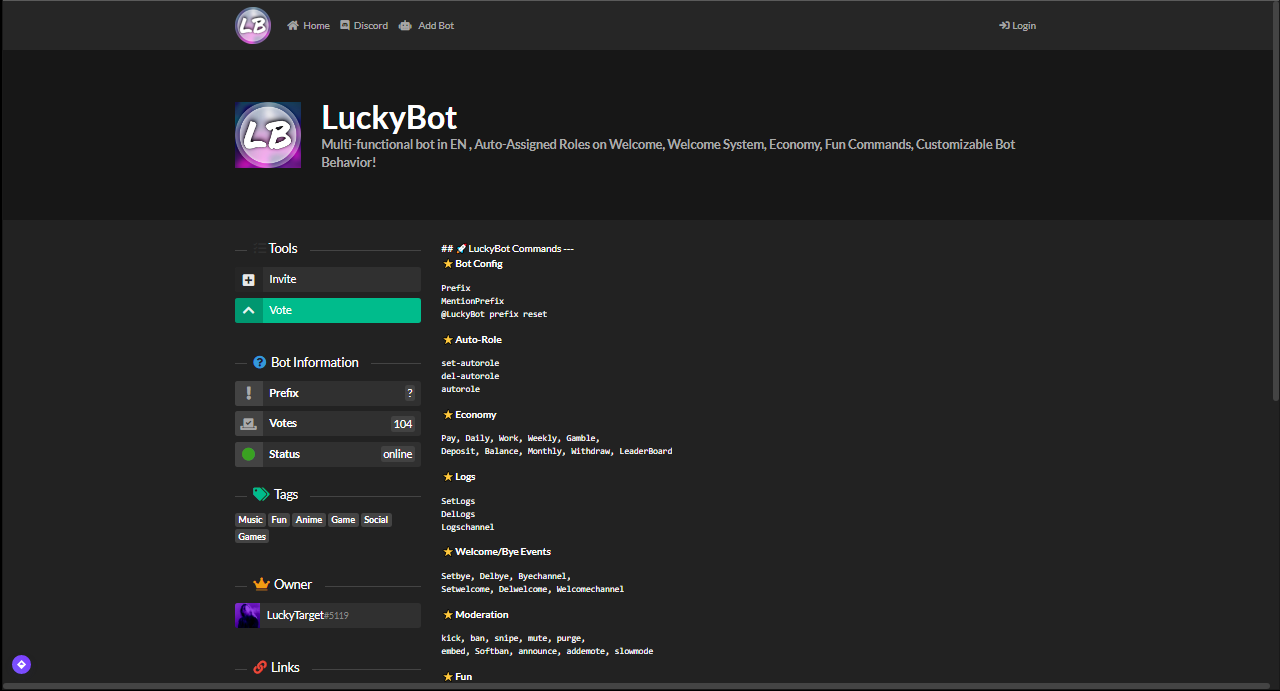 LB Home Discord Add Bot Login
LB
LuckyBot
Multi-functional bot in EN , Auto-Assigned Roles on Welcome, Welcome System, Economy, Fun Commands, Customizable Bot
Behavior!
Tools
Invite
Vote
Bot Information
Prefix ?
Votes 104
Status online
Tags
Music Fun Anime Game Social
Games
Owner
LuckyTarget#5119
Links
## 🚀 LuckyBot Commands ---
⭐ Bot Config
Prefix
MentionPrefix
@LuckyBot prefix reset
⭐ Auto-Role
set-autorole
del-autorole
autorole
⭐ Economy
Pay, Daily, Work, Weekly, Gamble,
Deposit, Balance, Monthly, Withdraw, LeaderBoard
⭐ Logs
SetLogs
DelLogs
Logschannel
⭐ Welcome/Bye Events
Setbye, Delbye, Byechannel,
Setwelcome, Delwelcome, Welcomechannel
⭐ Moderation
kick, ban, snipe, mute, purge,
embed, Softban, announce, addemote, slowmode
⭐ Fun